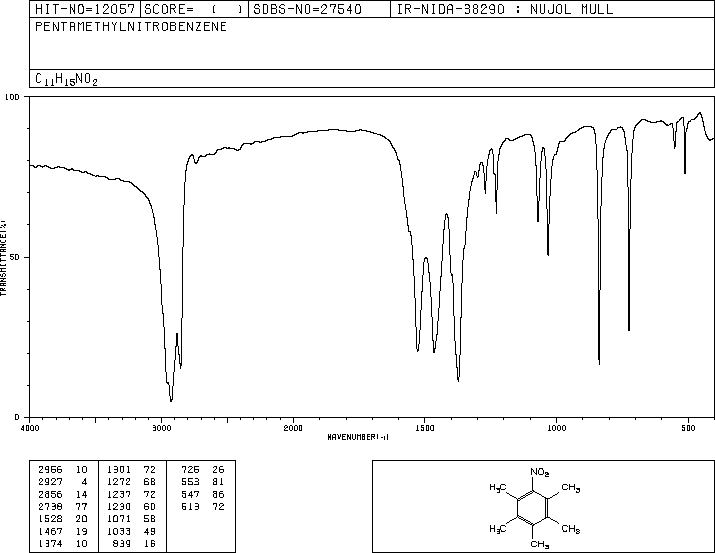 HIT-NO=12057 SCORE= ( ) SDBS-NO=27540 IR-NIDA-38290 : NUJOL MULL
PENTAMETHYLNITROBENZENE
C11H15NO2
100
50
0
TRANSMITTANCE(%)
4000 3000 2000 1500 1000 500
WAVENUMBER(-1)
2966 10 1301 72 726 26
2927 4 1272 68 553 81
2856 14 1237 72 547 86
2738 77 1230 60 513 72
1528 20 1071 58
1467 19 1033 49
1374 10 839 16
NO2
H3C CH3
H3C CH3
CH3